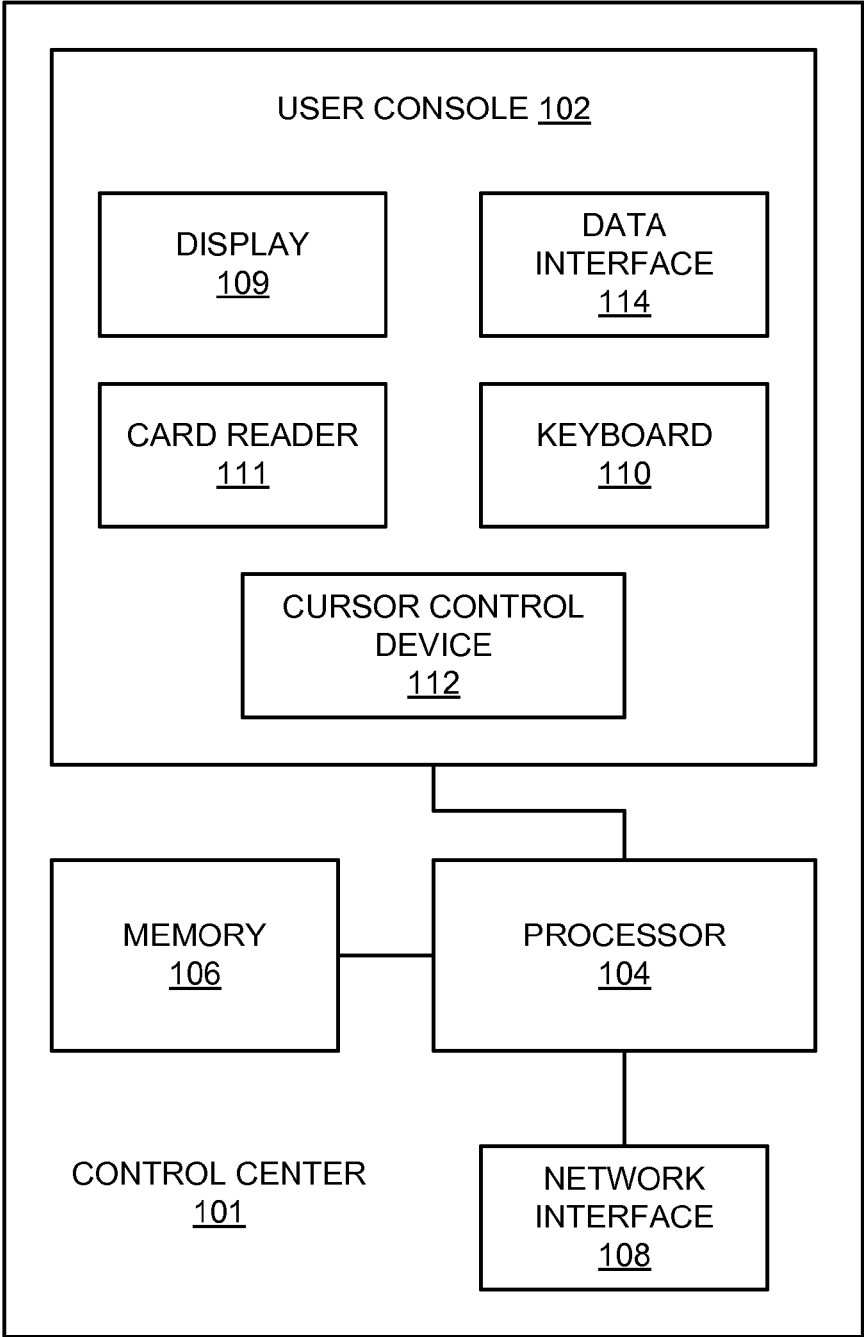 USER CONSOLE 102
DISPLAY
109
DATA
INTERFACE
114
CARD READER
111
KEYBOARD
110
CURSOR CONTROL
DEVICE
112
MEMORY
106
PROCESSOR
104
CONTROL CENTER
101
NETWORK
INTERFACE
108